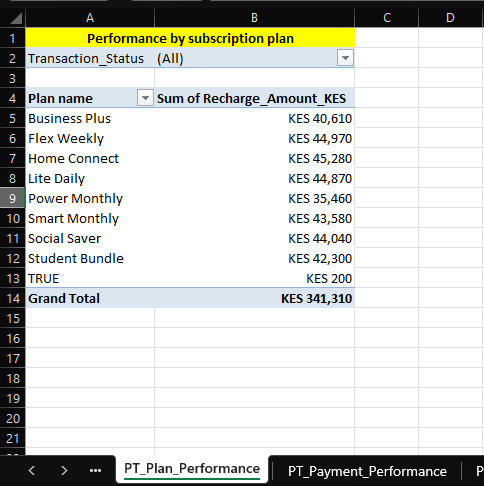 A B C D
1 Performance by subscription plan
2 Transaction_Status (All)
3
4 Plan name Sum of Recharge_Amount_KES
5 Business Plus KES 40,610
6 Flex Weekly KES 44,970
7 Home Connect KES 45,280
8 Lite Daily KES 44,870
9 Power Monthly KES 35,460
10 Smart Monthly KES 43,580
11 Social Saver KES 44,040
12 Student Bundle KES 42,300
13 TRUE KES 200
14 Grand Total KES 341,310
15
16
17
18
19
20
21
PT_Plan_Performance PT_Payment_Performance P